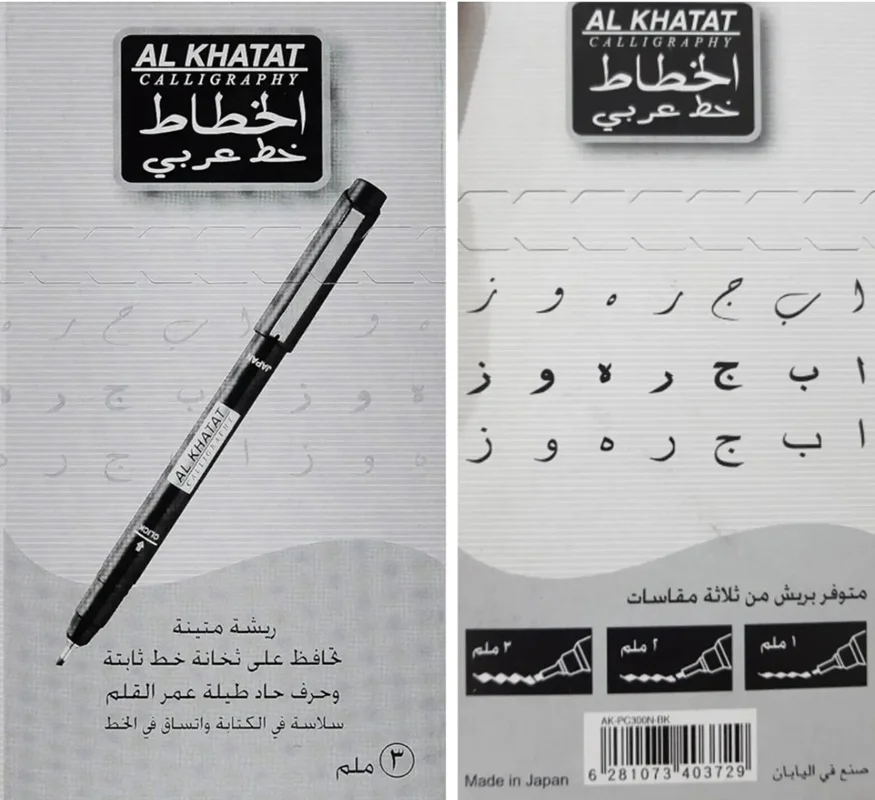 AL KHATAT
CALLIGRAPHY
الخطاط
خط عربي
JAPAN
AL KHATAT
CALLIGRAPHY
CLICK
ريشة متينة
تحافظ على ثخانة خط ثابتة
وحرف حاد طيلة عمر القلم
سلاسة في الكتابة واتساق في الخط
٣ ملم
AL KHATAT
CALLIGRAPHY
الخطاط
خط عربي
ا ب ج ر ه و ز
ا ب ج ر ه و ز
ا ب ج ر ه و ز
متوفر بريش من ثلاثة مقاسات
١ ملم
٢ ملم
٣ ملم
AK-PC300N-BK
6 281073 403729
صنع في اليابان
Made in Japan